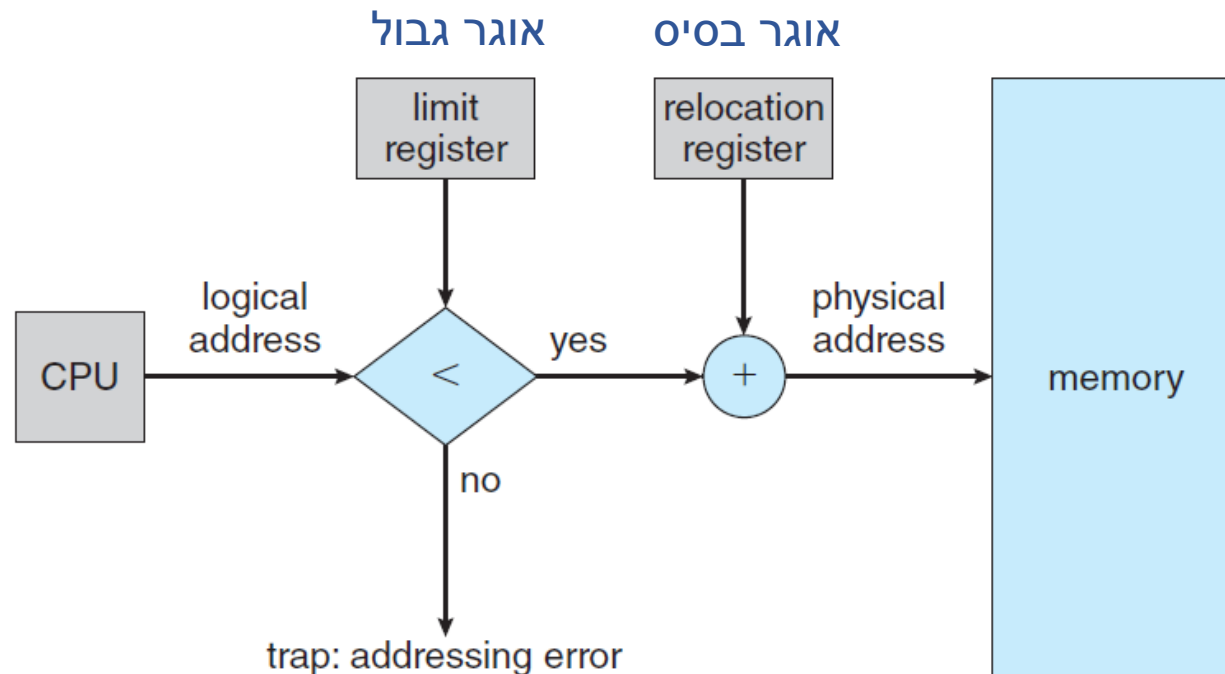 אוגר גבול
אוגר בסיס
limit
register
relocation
register
logical
address
yes
physical
address
CPU
<
+
memory
no
trap: addressing error